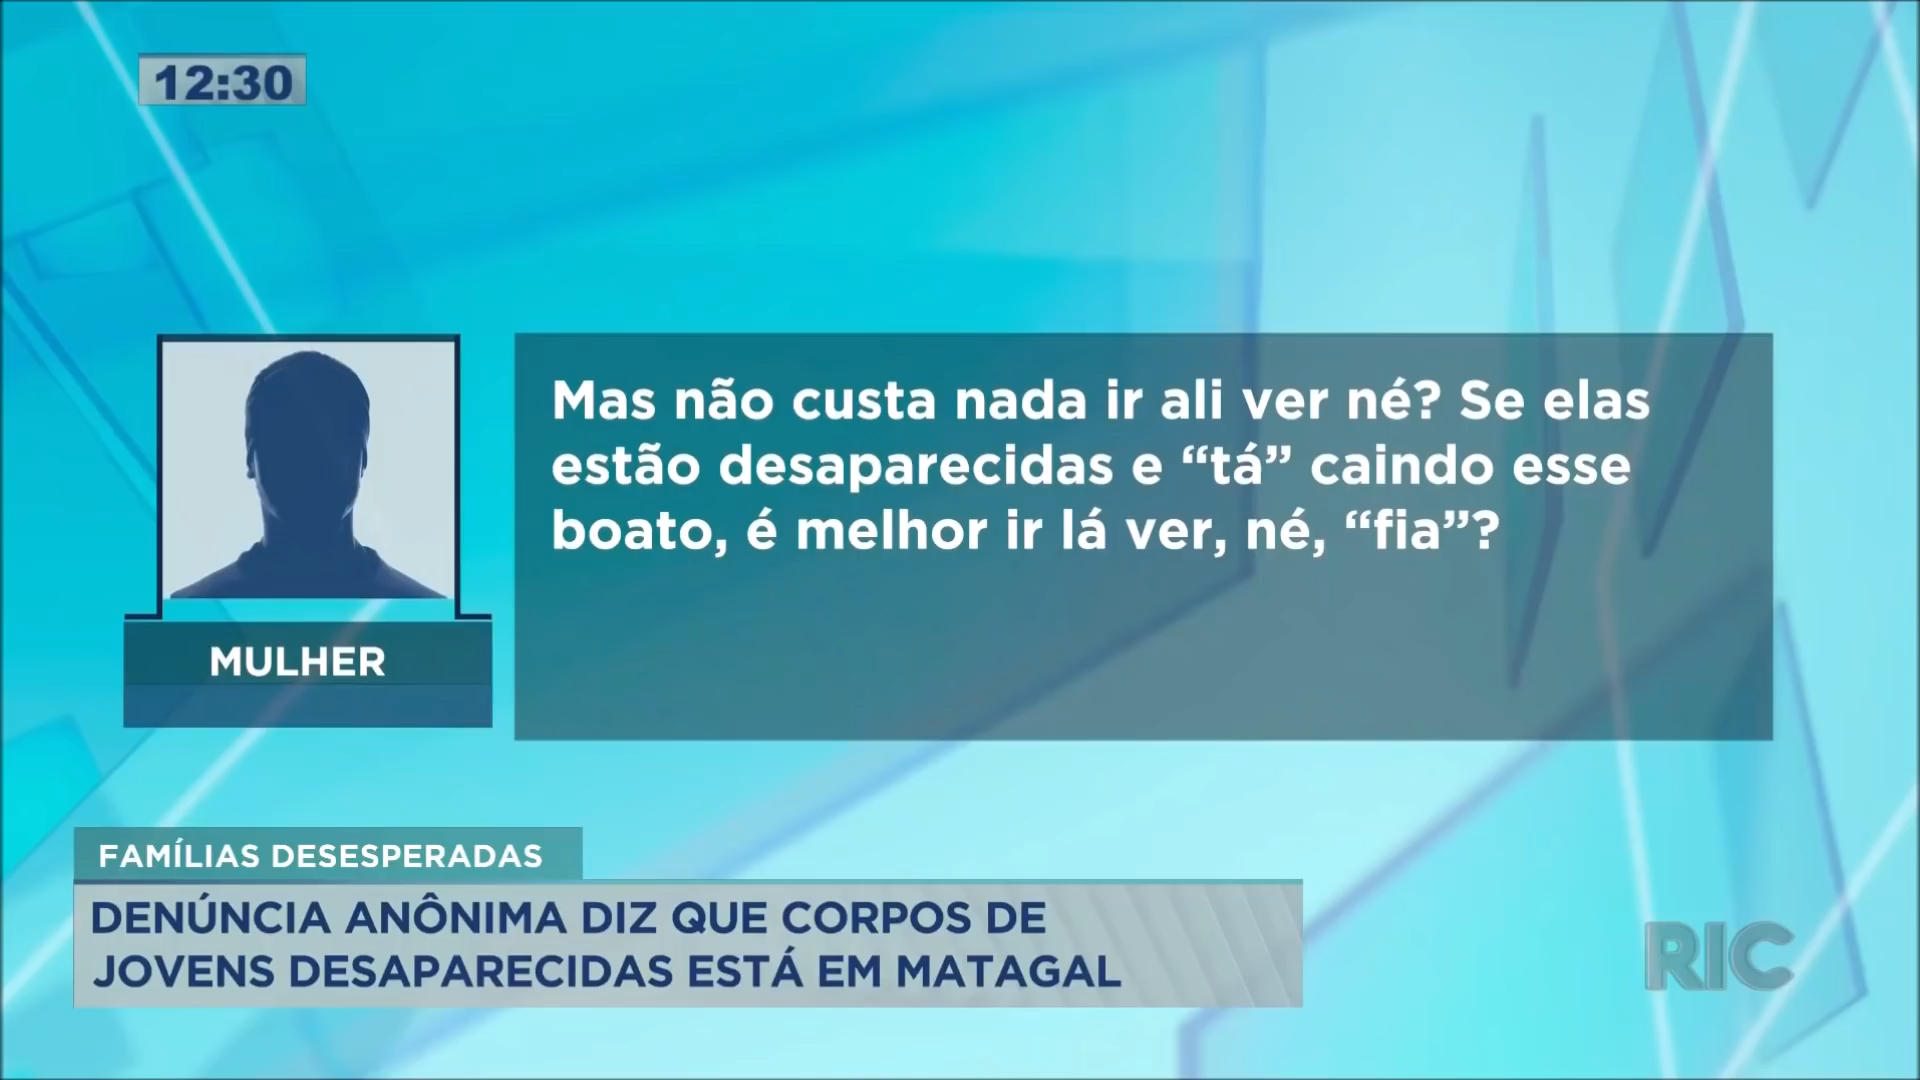 12:30
Mas não custa nada ir ali ver né? Se elas
estão desaparecidas e “tá” caindo esse
boato, é melhor ir lá ver, né, “fia”?
MULHER
FAMÍLIAS DESESPERADAS
DENÚNCIA ANÔNIMA DIZ QUE CORPOS DE
JOVENS DESAPARECIDAS ESTÁ EM MATAGAL
RIC